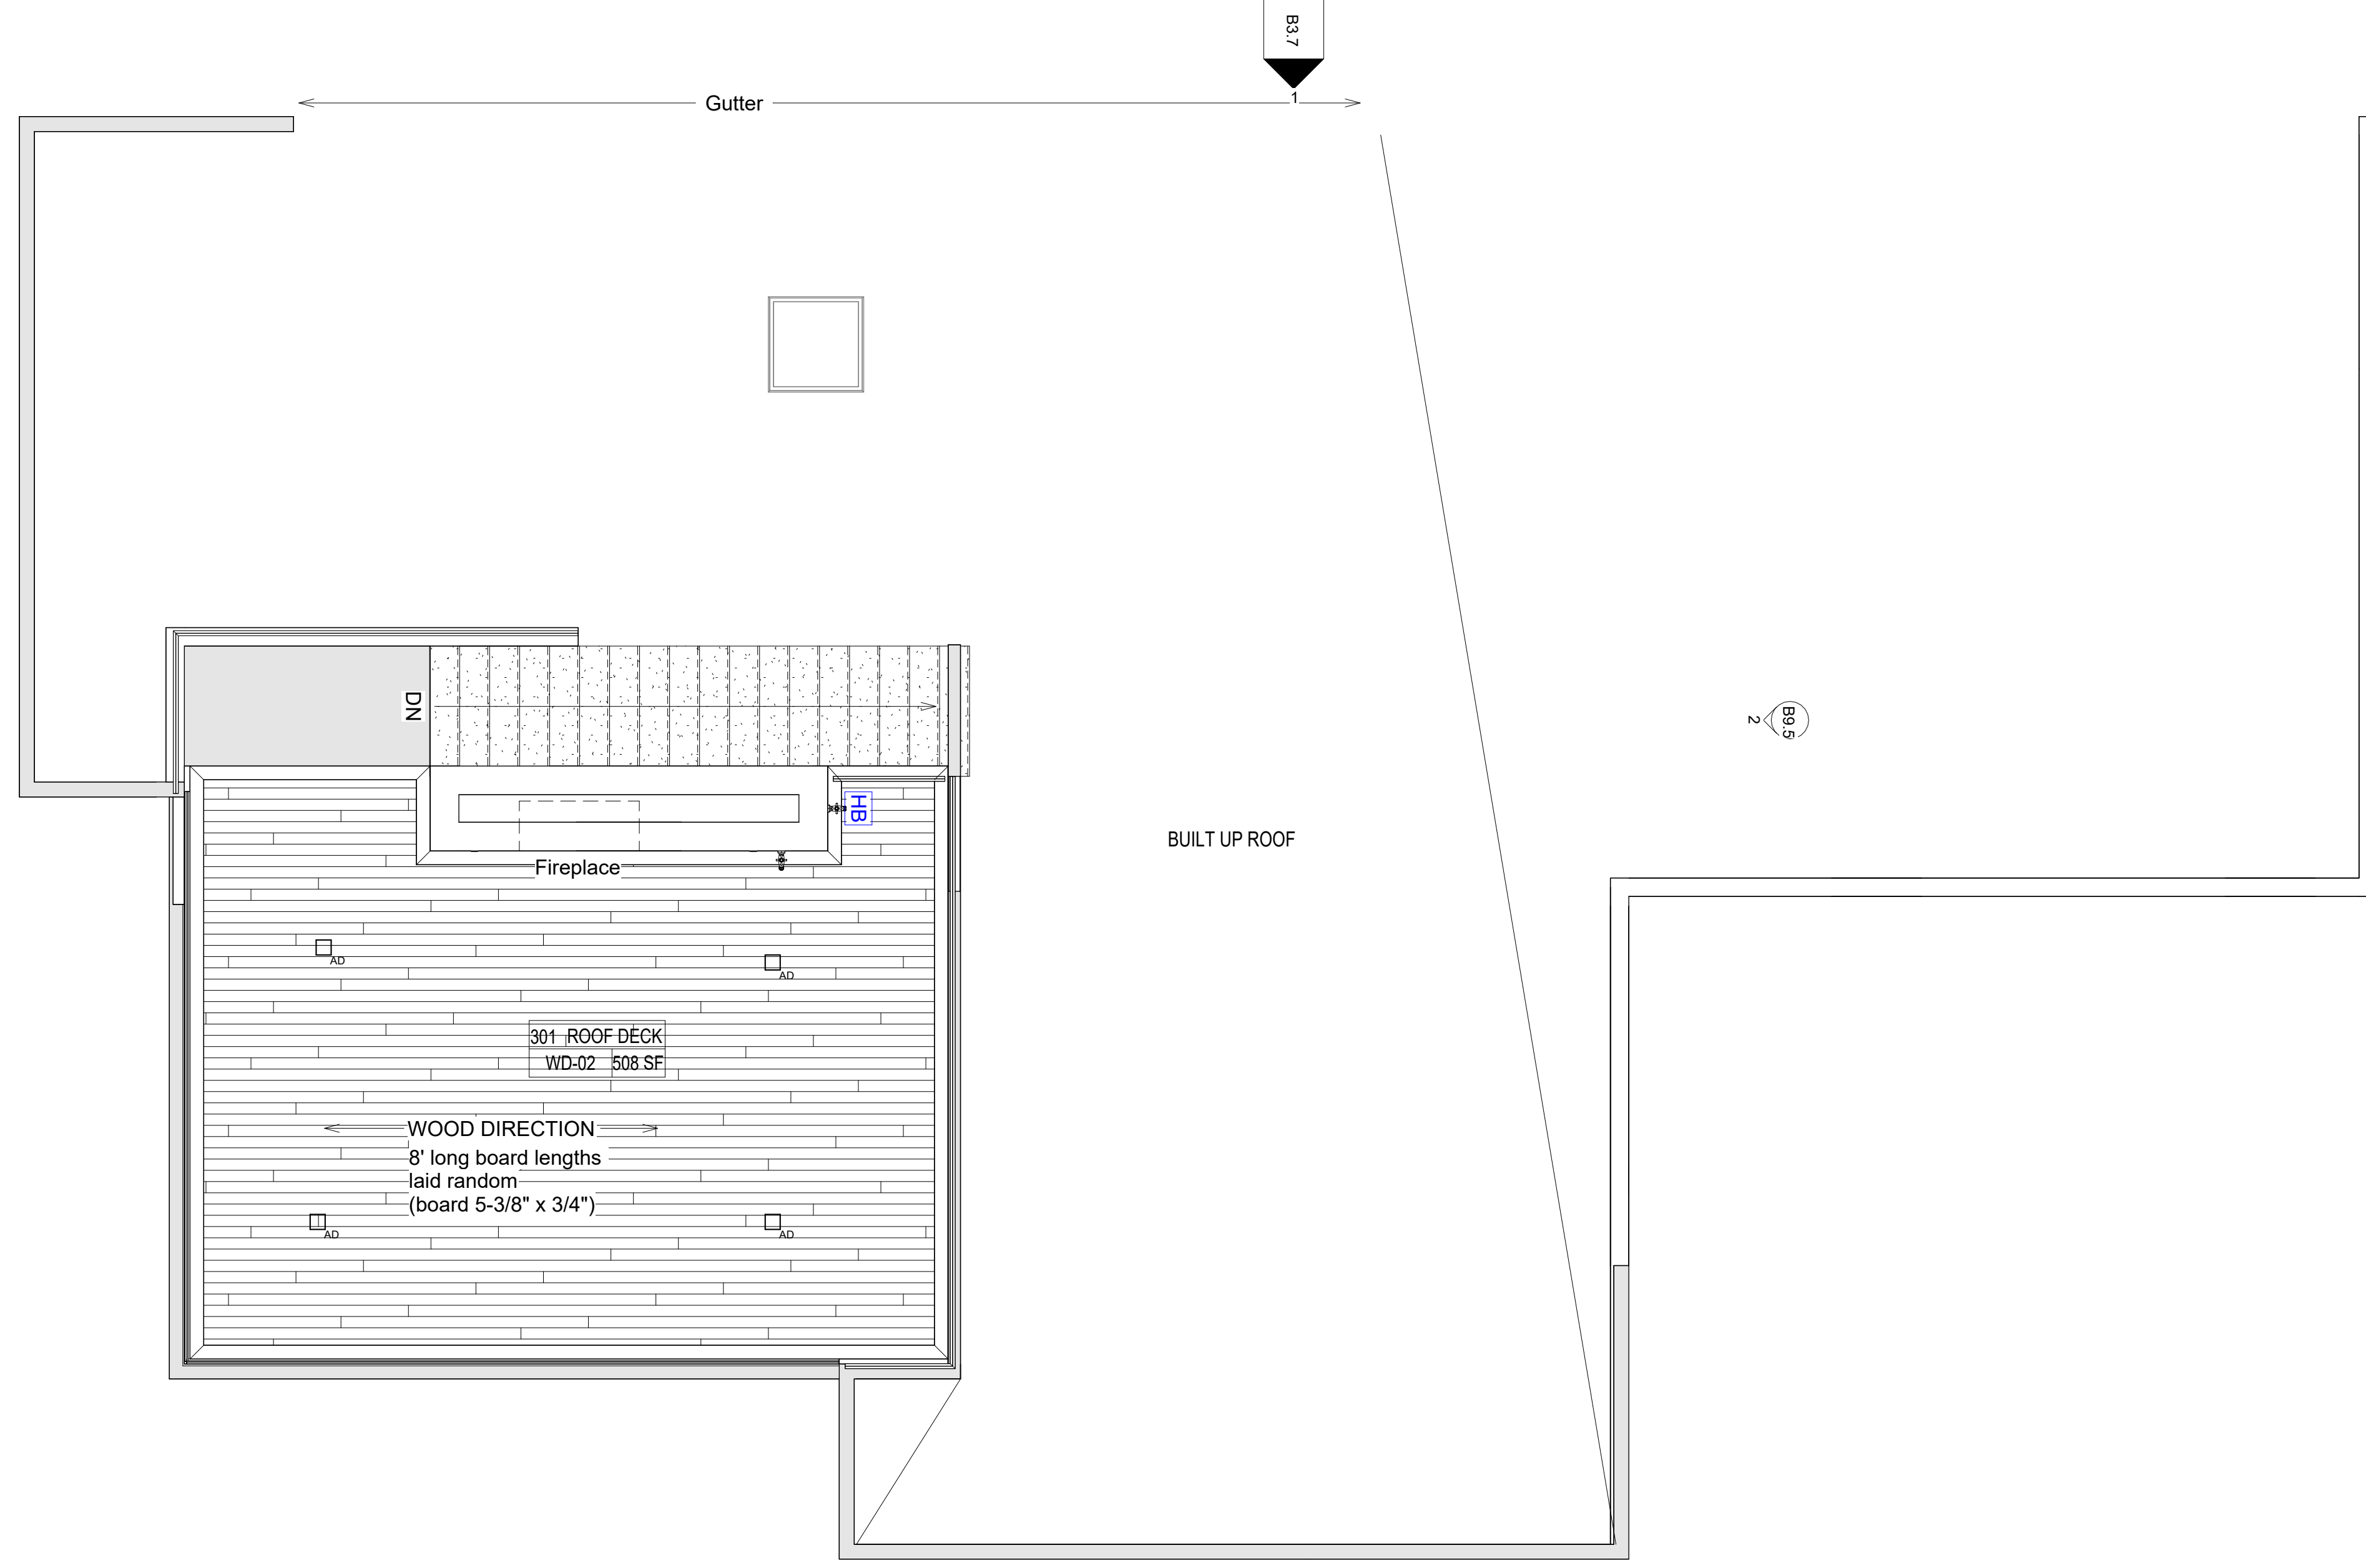 B3.7
1
Gutter
DN
B9.5
2
HB
BUILT UP ROOF
Fireplace
AD
AD
301 ROOF DECK
WD-02 508 SF
WOOD DIRECTION
8' long board lengths
laid random
(board 5-3/8" x 3/4")
AD
AD